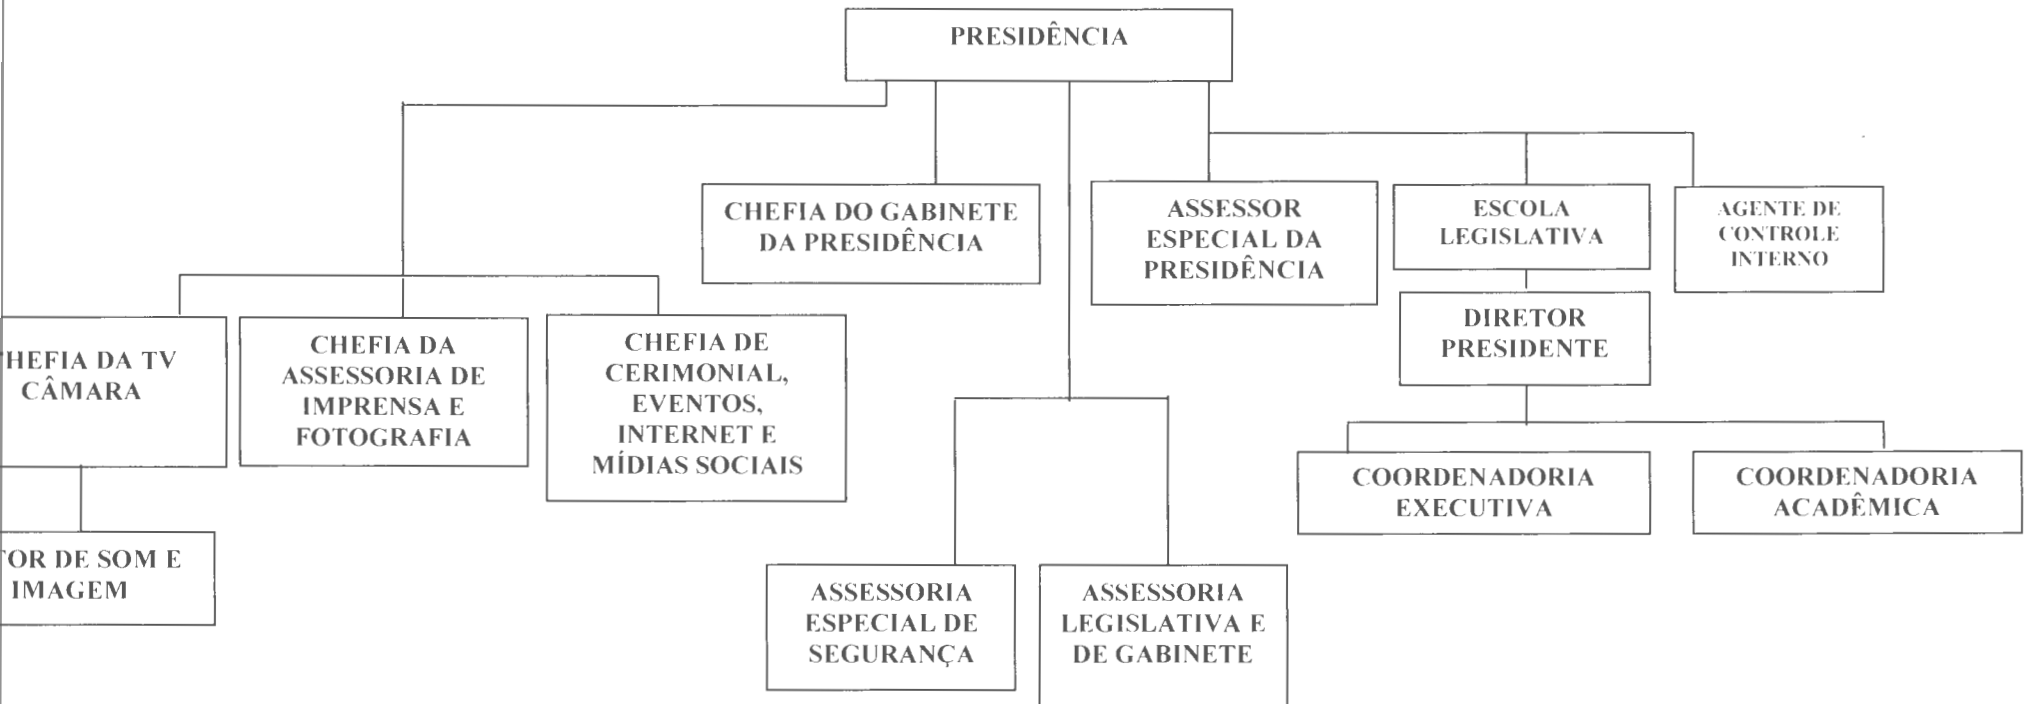 PRESIDÊNCIA
CHEFIA DO GABINETE
DA PRESIDÊNCIA
ASSESSOR
ESPECIAL DA
PRESIDÊNCIA
ESCOLA
LEGISLATIVA
AGENTE DE
CONTROLE
INTERNO
DIRETOR
PRESIDENTE
HEFIA DA TV
CÂMARA
CHEFIA DA
ASSESSORIA DE
IMPRENSA E
FOTOGRAFIA
CHEFIA DE
CERIMONIAL,
EVENTOS,
INTERNET E
MÍDIAS SOCIAIS
COORDENADORIA
EXECUTIVA
COORDENADORIA
ACADÊMICA
TOR DE SOM E
IMAGEM
ASSESSORIA
ESPECIAL DE
SEGURANÇA
ASSESSORIA
LEGISLATIVA E
DE GABINETE